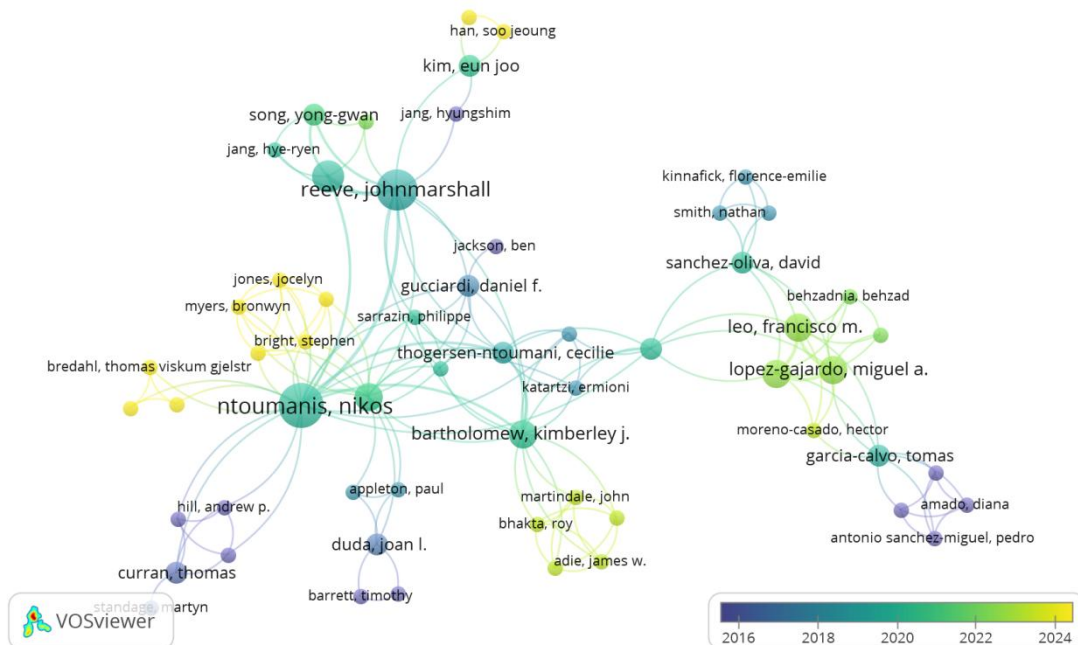 han, soo jeoung
kim, eun joo
jang, hyungshim
song, yong-gwan
jang, hye-ryen
reeve, johnmarshall
kinnafick, florence-emilie
smith, nathan
jackson, ben
sanchez-oliva, david
gucciardi, daniel f.
jones, jocelyn
behzadnia, behzad
myers, bronwyn
sarrazin, philippe
leo, francisco m.
bright, stephen
thogersen-ntoumani, cecilie
bredahl, thomas viskum gjelstr
lopez-gajardo, miguel a.
katartzi, ermioni
ntoumanis, nikos
bartholomew, kimberley j.
moreno-casado, hector
garcia-calvo, tomas
appleton, paul
martindale, john
hill, andrew p.
amado, diana
bhakta, roy
antonio sanchez-miguel, pedro
duda, joan l.
adie, james w.
curran, thomas
barrett, timothy
standage, martyn
VOSviewer
2016 2018 2020 2022 2024